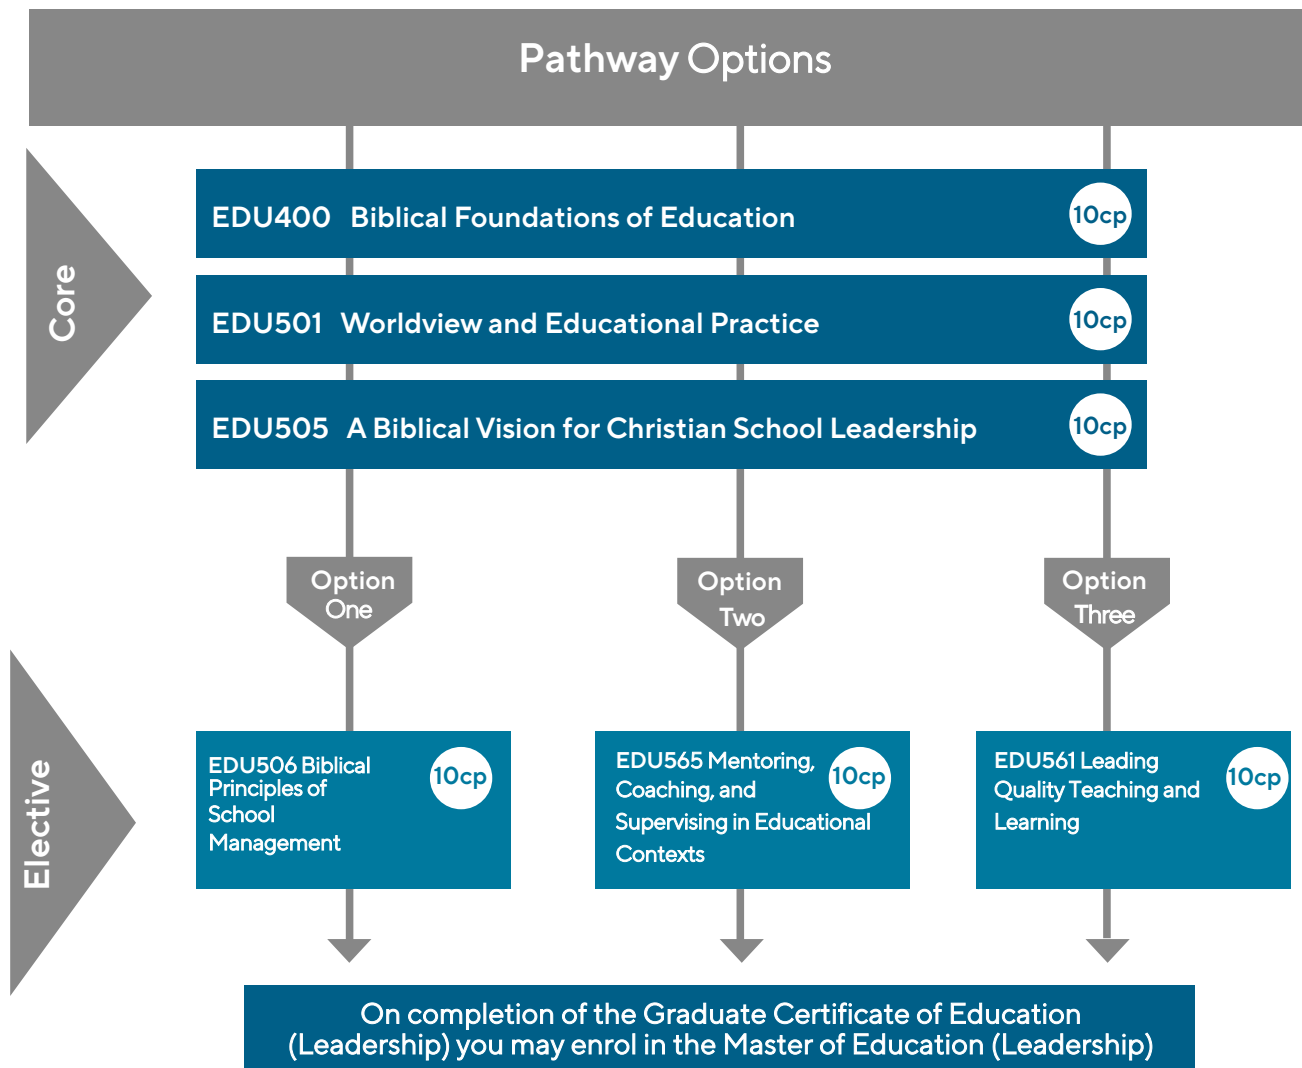 Pathway Options
Core
EDU400 Biblical Foundations of Education 10cp
EDU501 Worldview and Educational Practice 10cp
EDU505 A Biblical Vision for Christian School Leadership 10cp
Option
One
Option
Two
Option
Three
Elective
EDU506 Biblical
Principles of
School
Management
10cp
EDU565 Mentoring,
Coaching, and
Supervising in Educational
Contexts
10cp
EDU561 Leading
Quality Teaching and
Learning
10cp
On completion of the Graduate Certificate of Education
(Leadership) you may enrol in the Master of Education (Leadership)